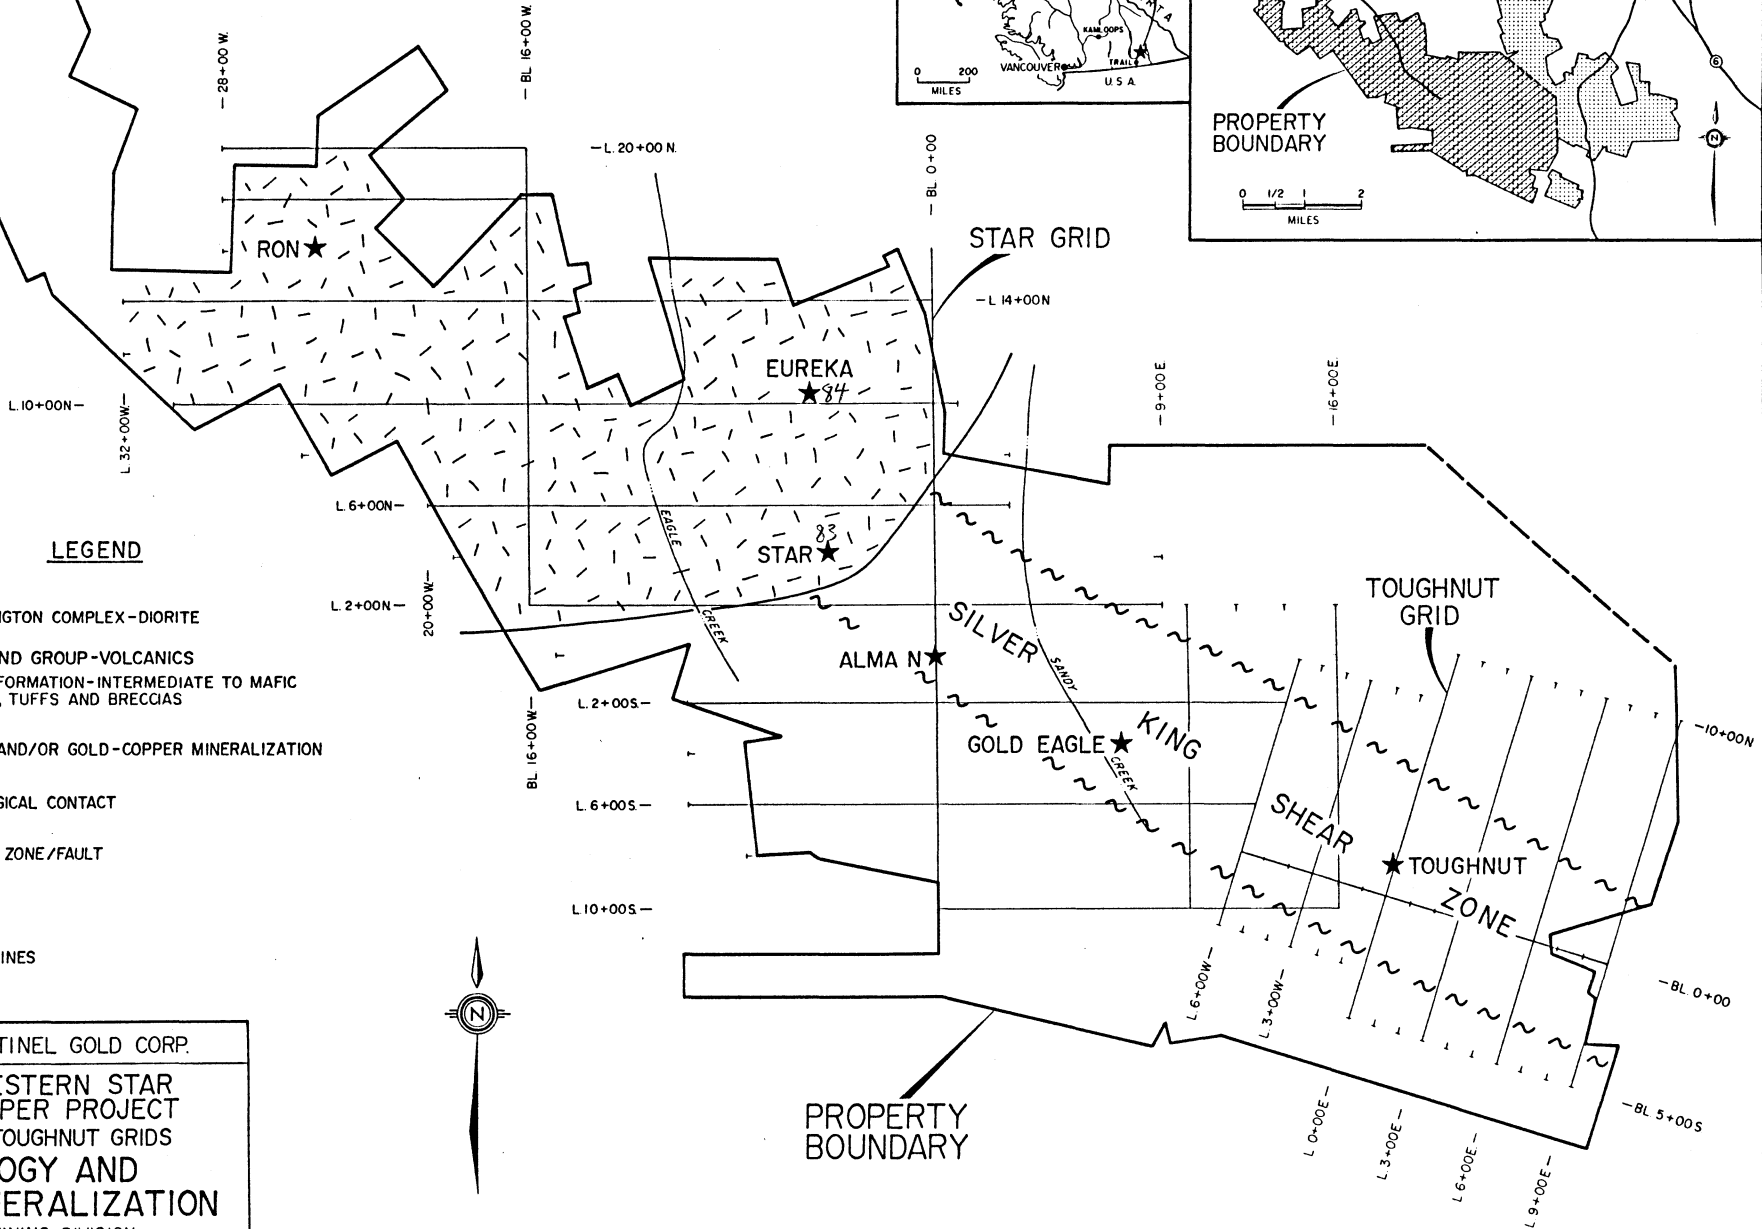 28+00 W.
BL 16+00 W.
KAMLOOPS
VANCOUVER
TRAIL
U.S.A.
0 200
MILES
6
PROPERTY
BOUNDARY
N
0 1/2 1 2
MILES
L.20+00 N.
BL 0+00
STAR GRID
RON
L 14+00N
EUREKA
84
L.10+00N
L.32+00W
9+00E
16+00E
L.6+00N
EAGLE
CREEK
83
STAR
LEGEND
20+00W
L.2+00N
TOUGHNUT
GRID
NGTON COMPLEX-DIORITE
SILVER
ND GROUP-VOLCANICS
ALMA N
SANDY
CREEK
FORMATION-INTERMEDIATE TO MAFIC
, TUFFS AND BRECCIAS
L.2+00S.
BL 16+00W
AND/OR GOLD-COPPER MINERALIZATION
GOLD EAGLE
KING
10+00N
GICAL CONTACT
L.6+00S.
SHEAR
ZONE/FAULT
TOUGHNUT
L.10+00S.
ZONE
INES
L.6+00W
L.3+00W
BL. 0+00
N
TINEL GOLD CORP.
ESTERN STAR
PER PROJECT
TOUGHNUT GRIDS
OGY AND
ERALIZATION
PROPERTY
BOUNDARY
BL. 5+00S
L 0+00E
L.3+00E
L6+00E
L 9+00E